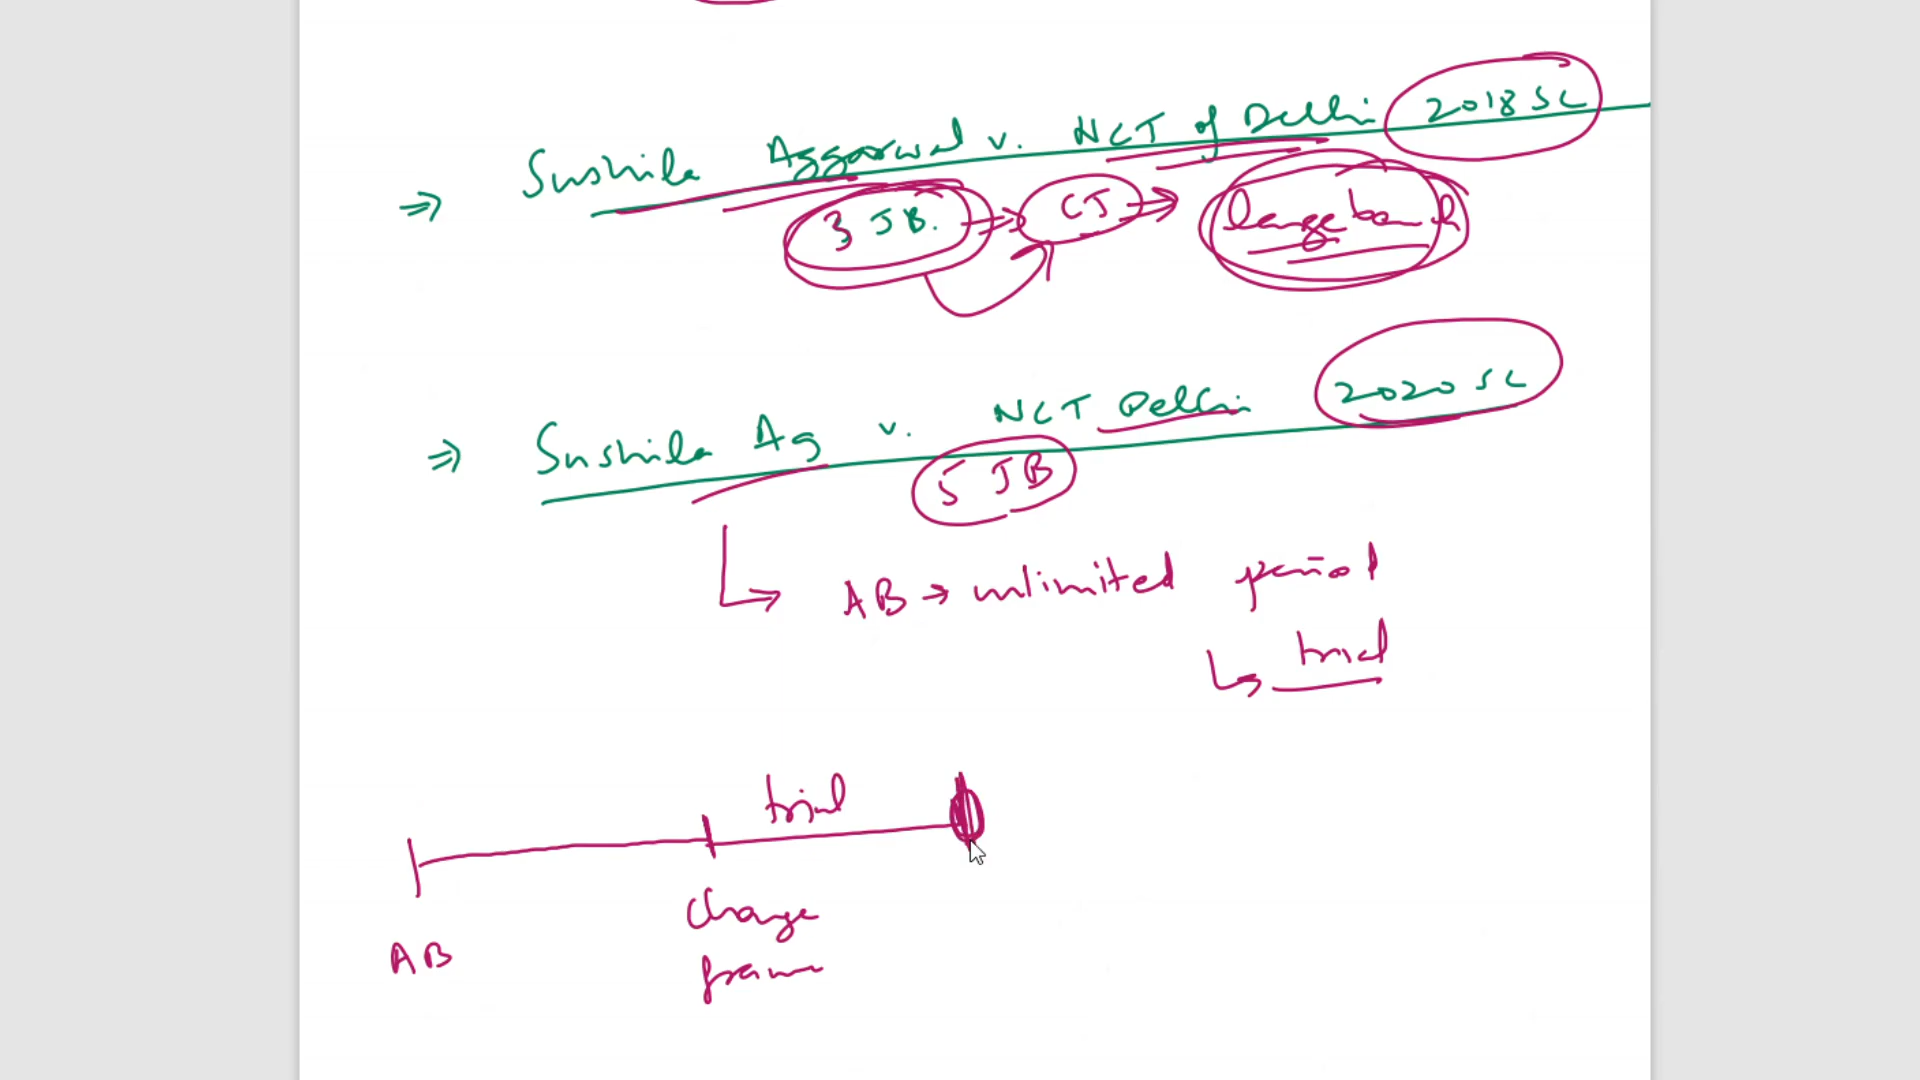 ⇒ Sushila Aggarwal v. NCT of Delhi 2018 SC
3 JB. → CJ → large bench
⇒ Sushila Ag v. NCT Delhi 2020 SC
5 JB
↳ AB → unlimited period
↳ trial
trial
charge
frame
AB